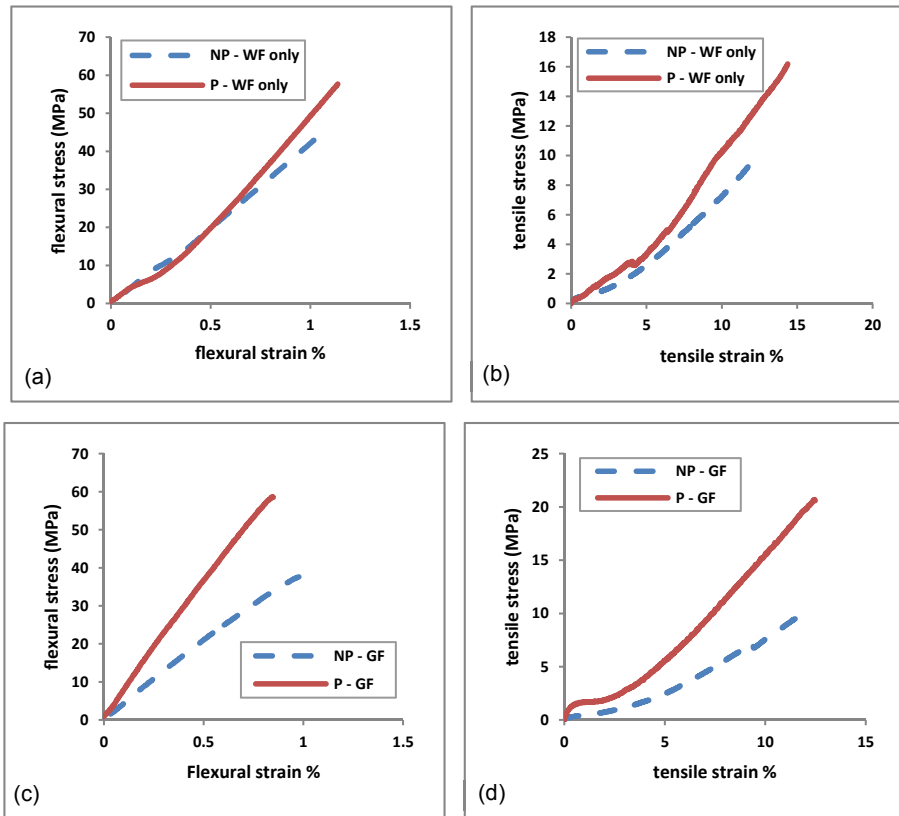 70
60
50
40
30
20
10
0
0
0.5
1
1.5
flexural stress (MPa)
flexural strain %
NP - WF only
P - WF only
(a)
18
16
14
12
10
8
6
4
2
0
0
5
10
15
20
tensile stress (MPa)
tensile strain %
NP - WF only
P - WF only
(b)
70
60
50
40
30
20
10
0
0
0.5
1
1.5
flexural stress (MPa)
Flexural strain %
NP - GF
P - GF
(c)
25
20
15
10
5
0
0
5
10
15
tensile stress (MPa)
tensile strain %
NP - GF
P - GF
(d)